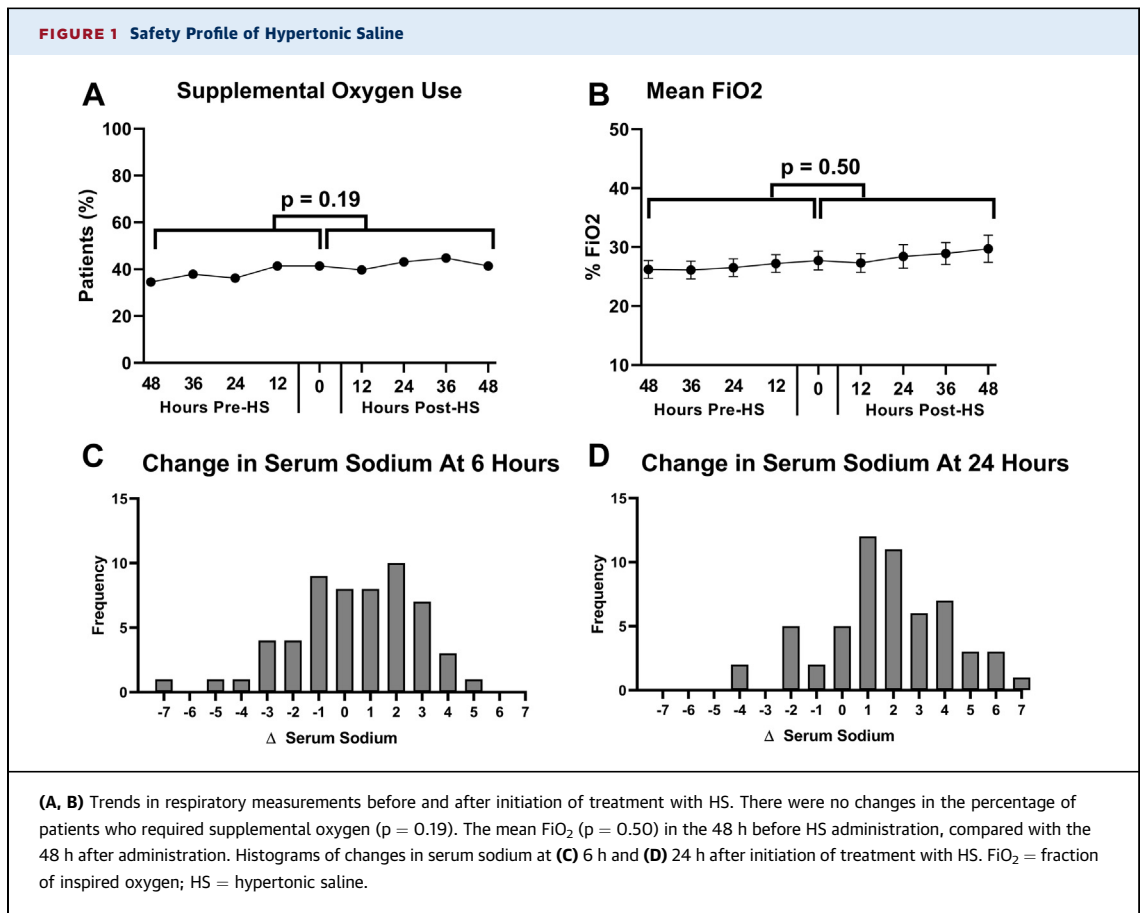 FIGURE 1 Safety Profile of Hypertonic Saline
A Supplemental Oxygen Use
100
80
60
40
20
0
Patients (%)
p = 0.19
48 36 24 12 0 12 24 36 48
Hours Pre-HS Hours Post-HS
B Mean FiO2
50
40
30
20
10
% FiO2
p = 0.50
48 36 24 12 0 12 24 36 48
Hours Pre-HS Hours Post-HS
C Change in Serum Sodium At 6 Hours
15
10
5
0
Frequency
-7 -6 -5 -4 -3 -2 -1 0 1 2 3 4 5 6 7
Δ Serum Sodium
D Change in Serum Sodium At 24 Hours
15
10
5
0
Frequency
-7 -6 -5 -4 -3 -2 -1 0 1 2 3 4 5 6 7
Δ Serum Sodium
(A, B) Trends in respiratory measurements before and after initiation of treatment with HS. There were no changes in the percentage of
patients who required supplemental oxygen (p = 0.19). The mean FiO₂ (p = 0.50) in the 48 h before HS administration, compared with the
48 h after administration. Histograms of changes in serum sodium at (C) 6 h and (D) 24 h after initiation of treatment with HS. FiO₂ = fraction
of inspired oxygen; HS = hypertonic saline.